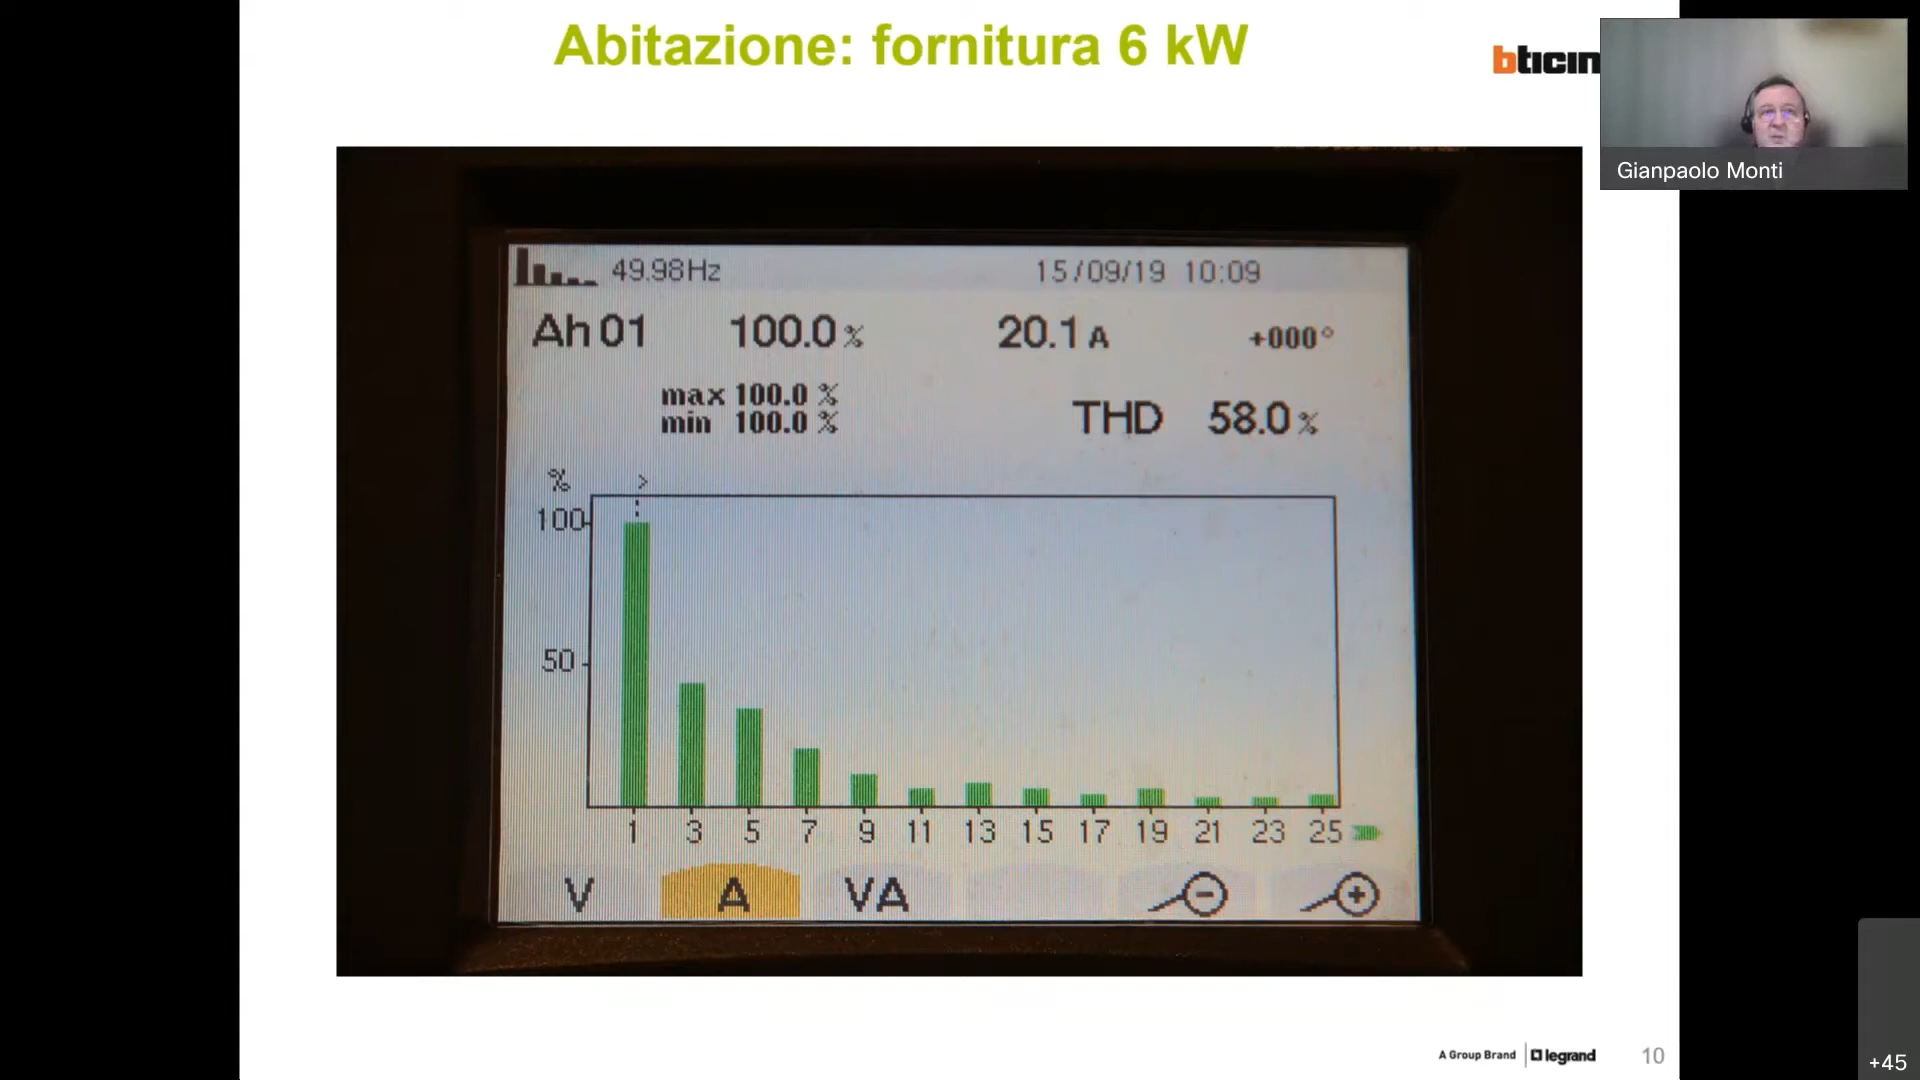 Abitazione: fornitura 6 kW
bticin
Gianpaolo Monti
49.98Hz 15/09/19 10:09
Ah 01 100.0 % 20.1 A +000°
max 100.0 %
min 100.0 %
THD 58.0 %
% >
100
50
1 3 5 7 9 11 13 15 17 19 21 23 25
V A VA
A Group Brand legrand 10
+45